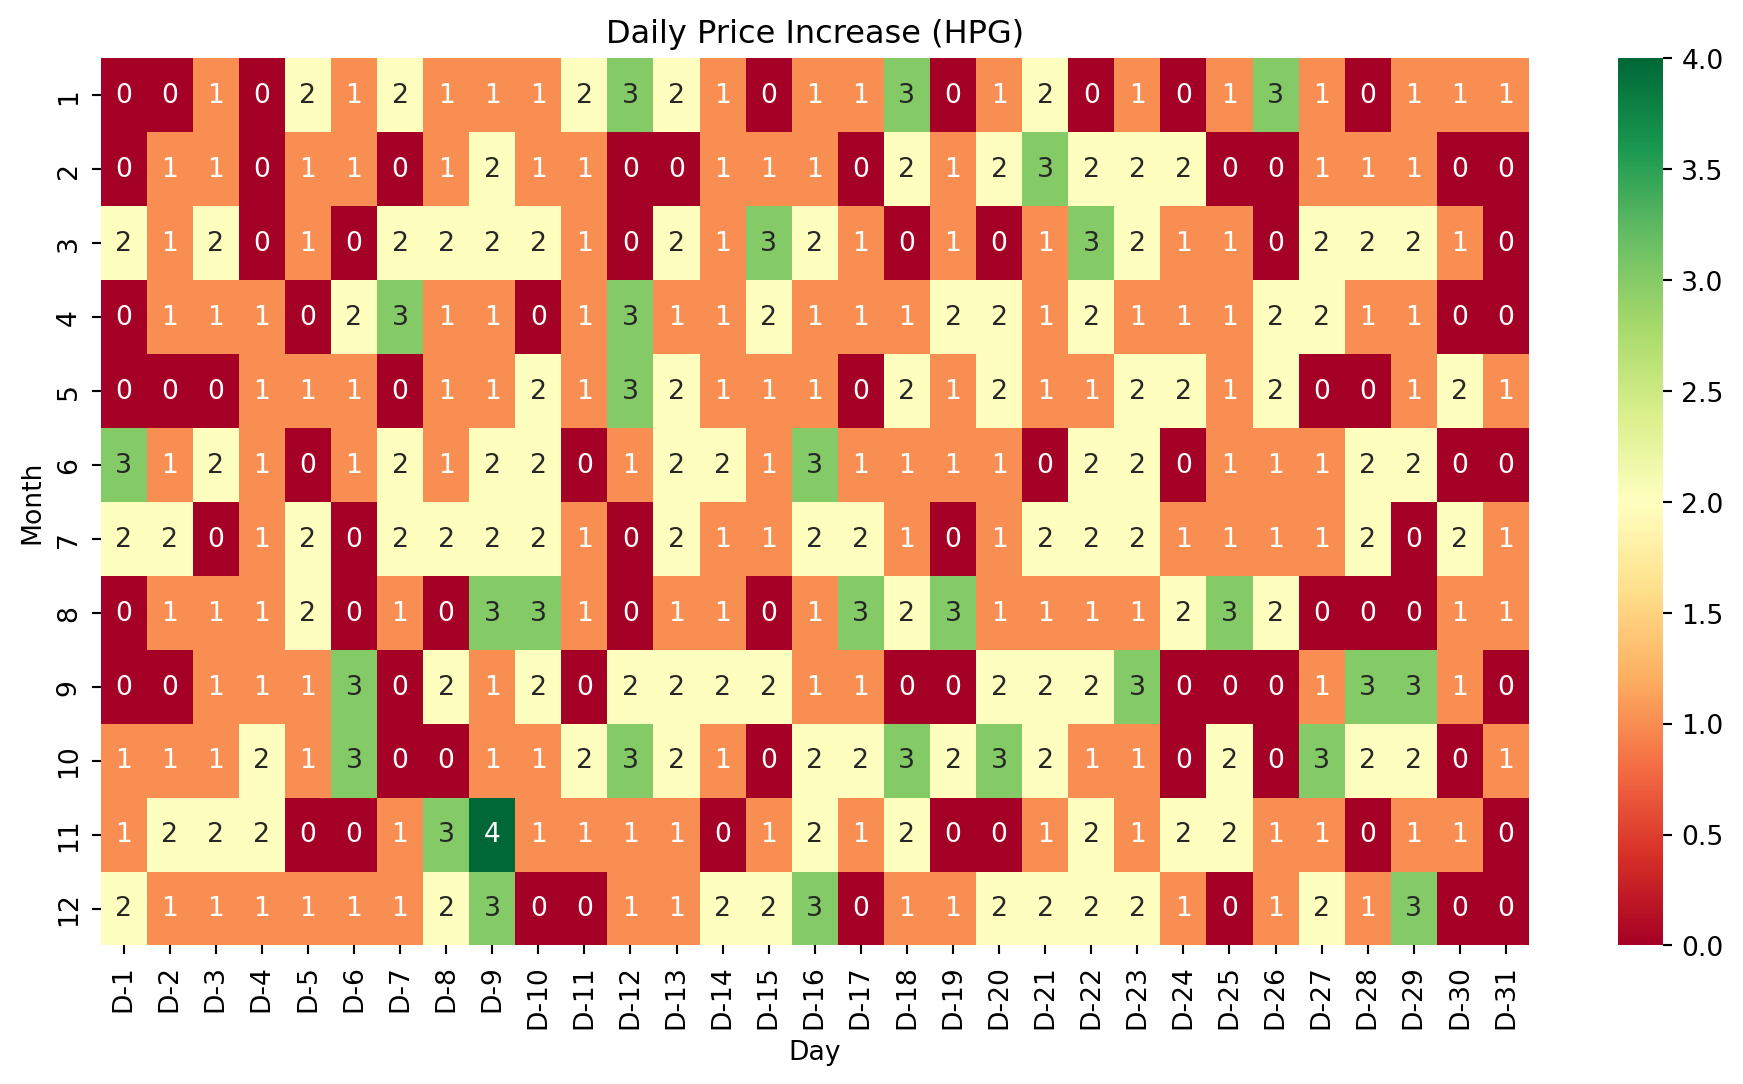 Daily Price Increase (HPG)
1 0 0 1 0 2 1 2 1 1 1 2 3 2 1 0 1 1 3 0 1 2 0 1 0 1 3 1 0 1 1 1
2 0 1 1 0 1 1 0 1 2 1 1 0 0 1 1 1 0 2 1 2 3 2 2 2 0 0 1 1 1 0 0
3 2 1 2 0 1 0 2 2 2 2 1 0 2 1 3 2 1 0 1 0 1 3 2 1 1 0 2 2 2 1 0
4 0 1 1 1 0 2 3 1 1 0 1 3 1 1 2 1 1 1 2 2 1 2 1 1 1 2 2 1 1 0 0
5 0 0 0 1 1 1 0 1 1 2 1 3 2 1 1 1 0 2 1 2 1 1 2 2 1 2 0 0 1 2 1
6 3 1 2 1 0 1 2 1 2 2 0 1 2 2 1 3 1 1 1 1 0 2 2 0 1 1 1 2 2 0 0
7 2 2 0 1 2 0 2 2 2 2 1 0 2 1 1 2 2 1 0 1 2 2 2 1 1 1 1 2 0 2 1
8 0 1 1 1 2 0 1 0 3 3 1 0 1 1 0 1 3 2 3 1 1 1 1 2 3 2 0 0 0 1 1
9 0 0 1 1 1 3 0 2 1 2 0 2 2 2 2 1 1 0 0 2 2 2 3 0 0 0 1 3 3 1 0
10 1 1 1 2 1 3 0 0 1 1 2 3 2 1 0 2 2 3 2 3 2 1 1 0 2 0 3 2 2 0 1
11 1 2 2 2 0 0 1 3 4 1 1 1 1 0 1 2 1 2 0 0 1 2 1 2 2 1 1 0 1 1 0
12 2 1 1 1 1 1 1 2 3 0 0 1 1 2 2 3 0 1 1 2 2 2 2 1 0 1 2 1 3 0 0
Month
D-1 D-2 D-3 D-4 D-5 D-6 D-7 D-8 D-9 D-10 D-11 D-12 D-13 D-14 D-15 D-16 D-17 D-18 D-19 D-20 D-21 D-22 D-23 D-24 D-25 D-26 D-27 D-28 D-29 D-30 D-31
Day
4.0
3.5
3.0
2.5
2.0
1.5
1.0
0.5
0.0